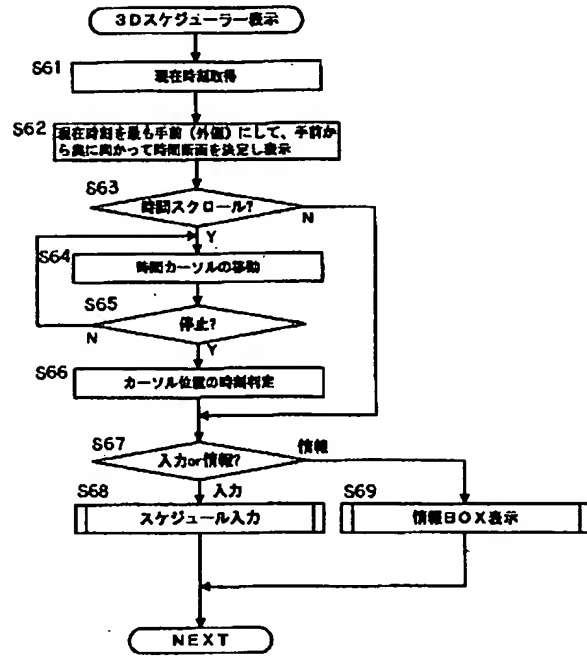 3Dスケジューラー表示
S61
現在時刻取得
S62
現在時刻を最も手前（外側）にして、手前か
ら奥に向かって時間断面を決定し表示
S63
時間スクロール?
N
Y
S64
時間カーソルの移動
S65
停止?
N
Y
S66
カーソル位置の時刻判定
S67
入力or情報?
情報
入力
S68
スケジュール入力
S69
情報BOX表示
NEXT